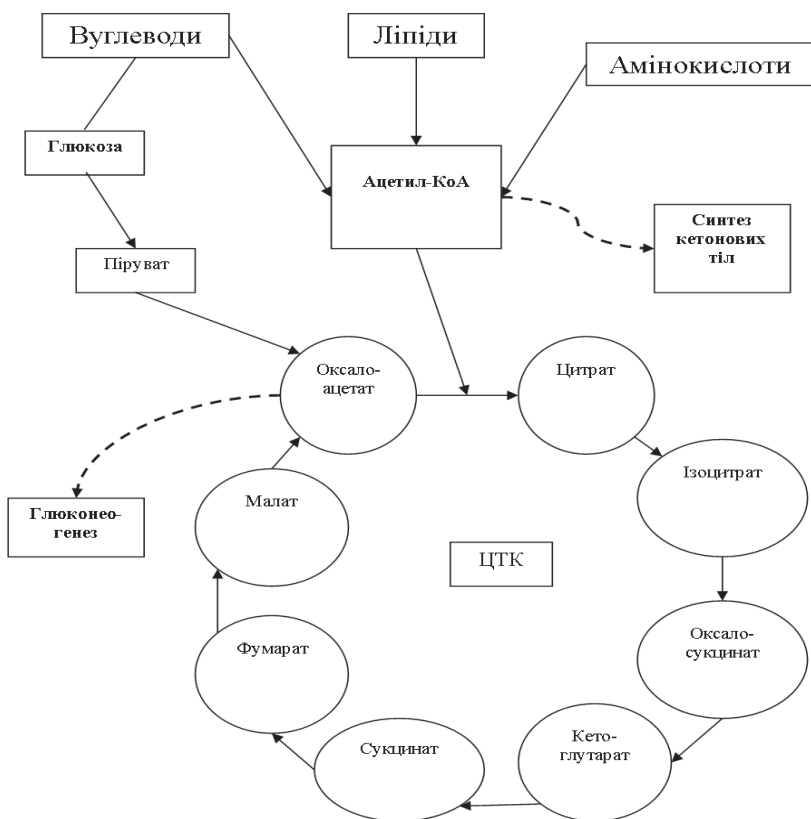 Вуглеводи
Ліпіди
Амінокислоти
Глюкоза
Ацетил-КоА
Синтез
кетонових
тіл
Піруват
Оксало-
ацетат
Цитрат
Ізоцитрат
Малат
Глюконео-
генез
ЦТК
Оксало-
сукцинат
Фумарат
Кето-
глутарат
Сукцинат